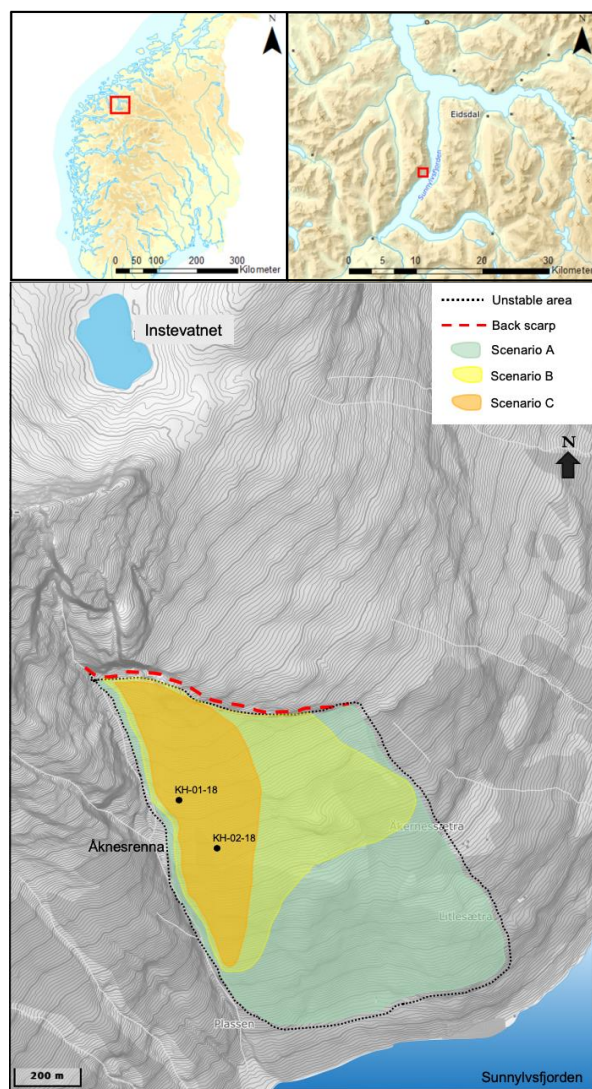 N
0 50 100 200 300
Kilometer
N
Eidsdal
Sunnylvsfjorden
0 5 10 20 30
Kilometer
Instevatnet
Unstable area
Back scarp
Scenario A
Scenario B
Scenario C
N
KH-01-18
Åkernessætra
Åknesrenna
KH-02-18
Litlesætra
Plassen
200 m
Sunnylvsfjorden